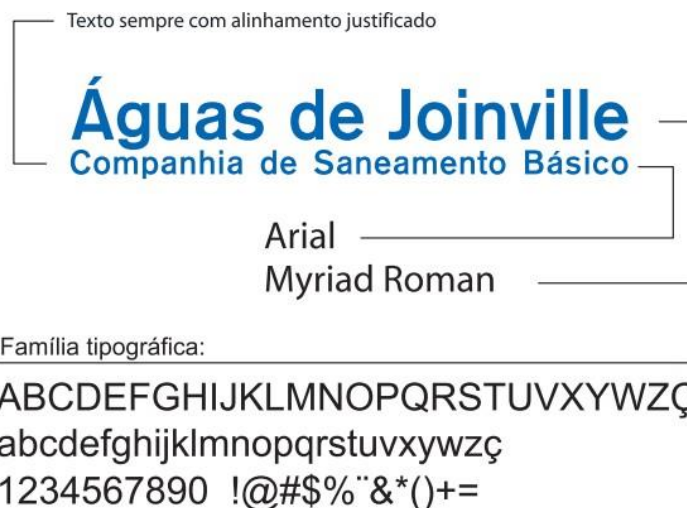 Texto sempre com alinhamento justificado
Águas de Joinville
Companhia de Saneamento Básico
Arial
Myriad Roman
Família tipográfica:
ABCDEFGHIJKLMNOPQRSTUVXYWZÇ
abcdefghijklmnopqrstuvxywzç
1234567890 !@#$%¨&*()+=